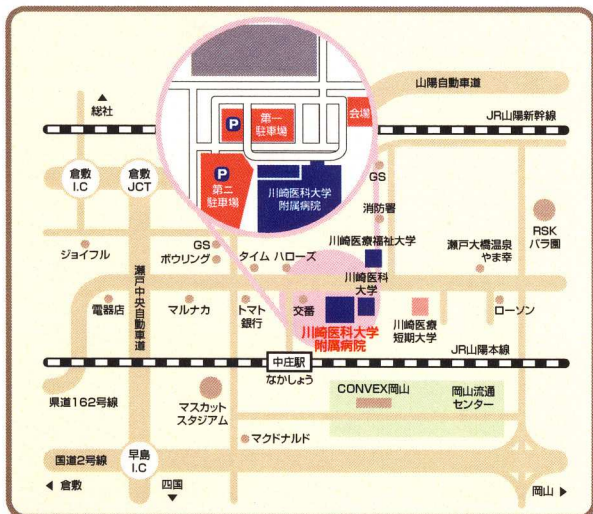 総社
山陽自動車道
JR山陽新幹線
P
第一
駐車場
会場
P
第二
駐車場
川崎医科大学
附属病院
倉敷
I.C
倉敷
JCT
GS
消防署
RSK
バラ園
川崎医療福祉大学
ジョイフル
GS
ボウリング
タイム
ハローズ
瀬戸大橋温泉
やま幸
川崎医科
大学
瀬戸中央自動車道
電器店
マルナカ
トマト
銀行
交番
川崎医科大学
附属病院
川崎医療
短期大学
ローソン
JR山陽本線
中庄駅
なかしょう
県道162号線
マスカット
スタジアム
CONVEX岡山
岡山流通
センター
マクドナルド
国道2号線
早島
I.C
倉敷
四国
岡山